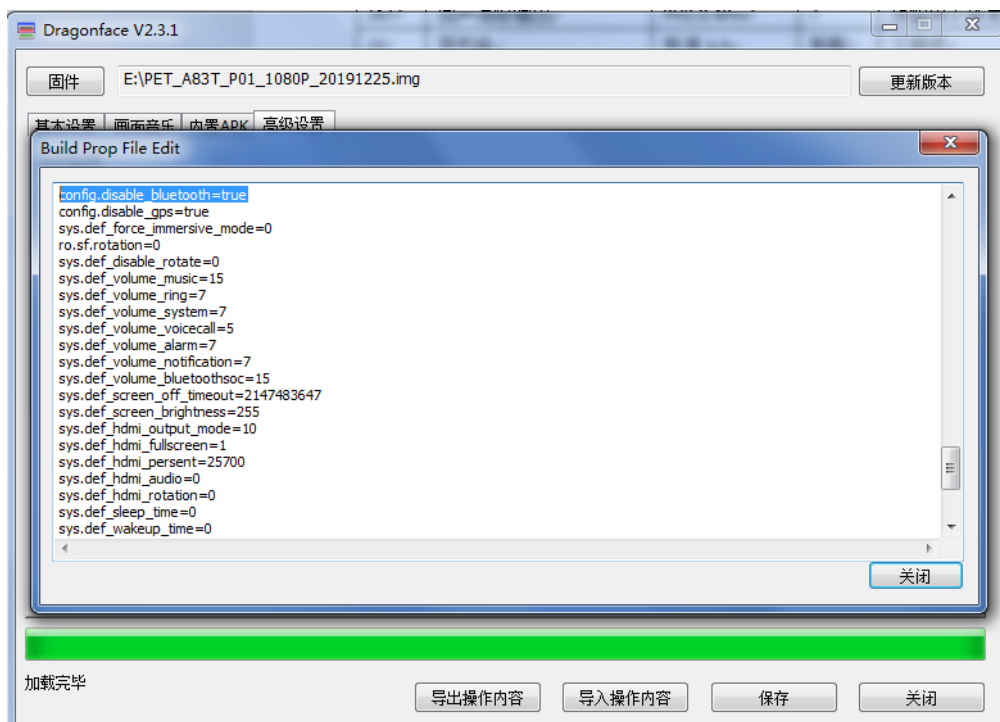 Dragonface V2.3.1
固件
E:\PET_A83T_P01_1080P_20191225.img
更新版本
基本设置
画面音乐
内置APK
高级设置
Build Prop File Edit
config.disable_bluetooth=true
config.disable_gps=true
sys.def_force_immersive_mode=0
ro.sf.rotation=0
sys.def_disable_rotate=0
sys.def_volume_music=15
sys.def_volume_ring=7
sys.def_volume_system=7
sys.def_volume_voicecall=5
sys.def_volume_alarm=7
sys.def_volume_notification=7
sys.def_volume_bluetoothsoc=15
sys.def_screen_off_timeout=2147483647
sys.def_screen_brightness=255
sys.def_hdmi_output_mode=10
sys.def_hdmi_fullscreen=1
sys.def_hdmi_persent=25700
sys.def_hdmi_audio=0
sys.def_hdmi_rotation=0
sys.def_sleep_time=0
sys.def_wakeup_time=0
关闭
加载完毕
导出操作内容
导入操作内容
保存
关闭